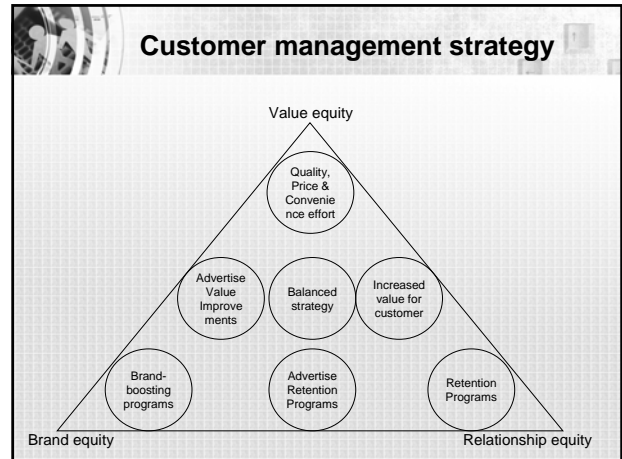 Customer management strategy
Value equity
Quality,
Price &
Convenie
nce effort
Advertise
Value
Improve
ments
Balanced
strategy
Increased
value for
customer
Brand-
boosting
programs
Advertise
Retention
Programs
Retention
Programs
Brand equity
Relationship equity